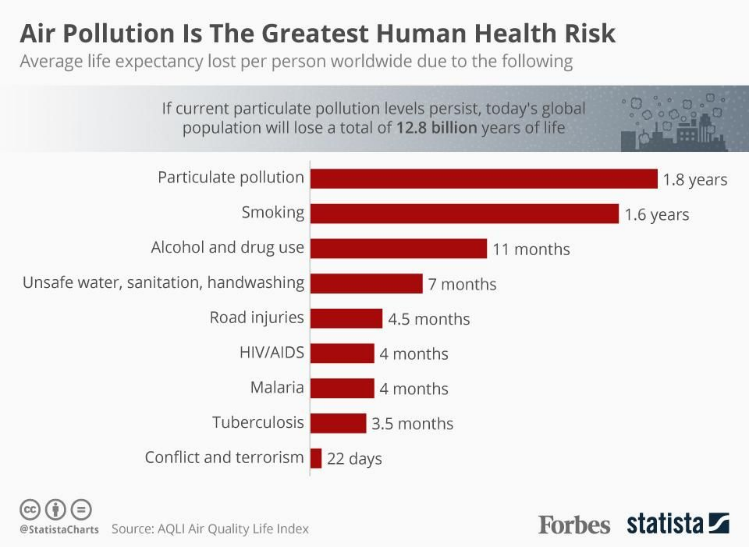 Air Pollution Is The Greatest Human Health Risk
Average life expectancy lost per person worldwide due to the following
If current particulate pollution levels persist, today's global
population will lose a total of 12.8 billion years of life
Particulate pollution 1.8 years
Smoking 1.6 years
Alcohol and drug use 11 months
Unsafe water, sanitation, handwashing 7 months
Road injuries 4.5 months
HIV/AIDS 4 months
Malaria 4 months
Tuberculosis 3.5 months
Conflict and terrorism 22 days
cc
@StatistaCharts Source: AQLI Air Quality Life Index
Forbes statista